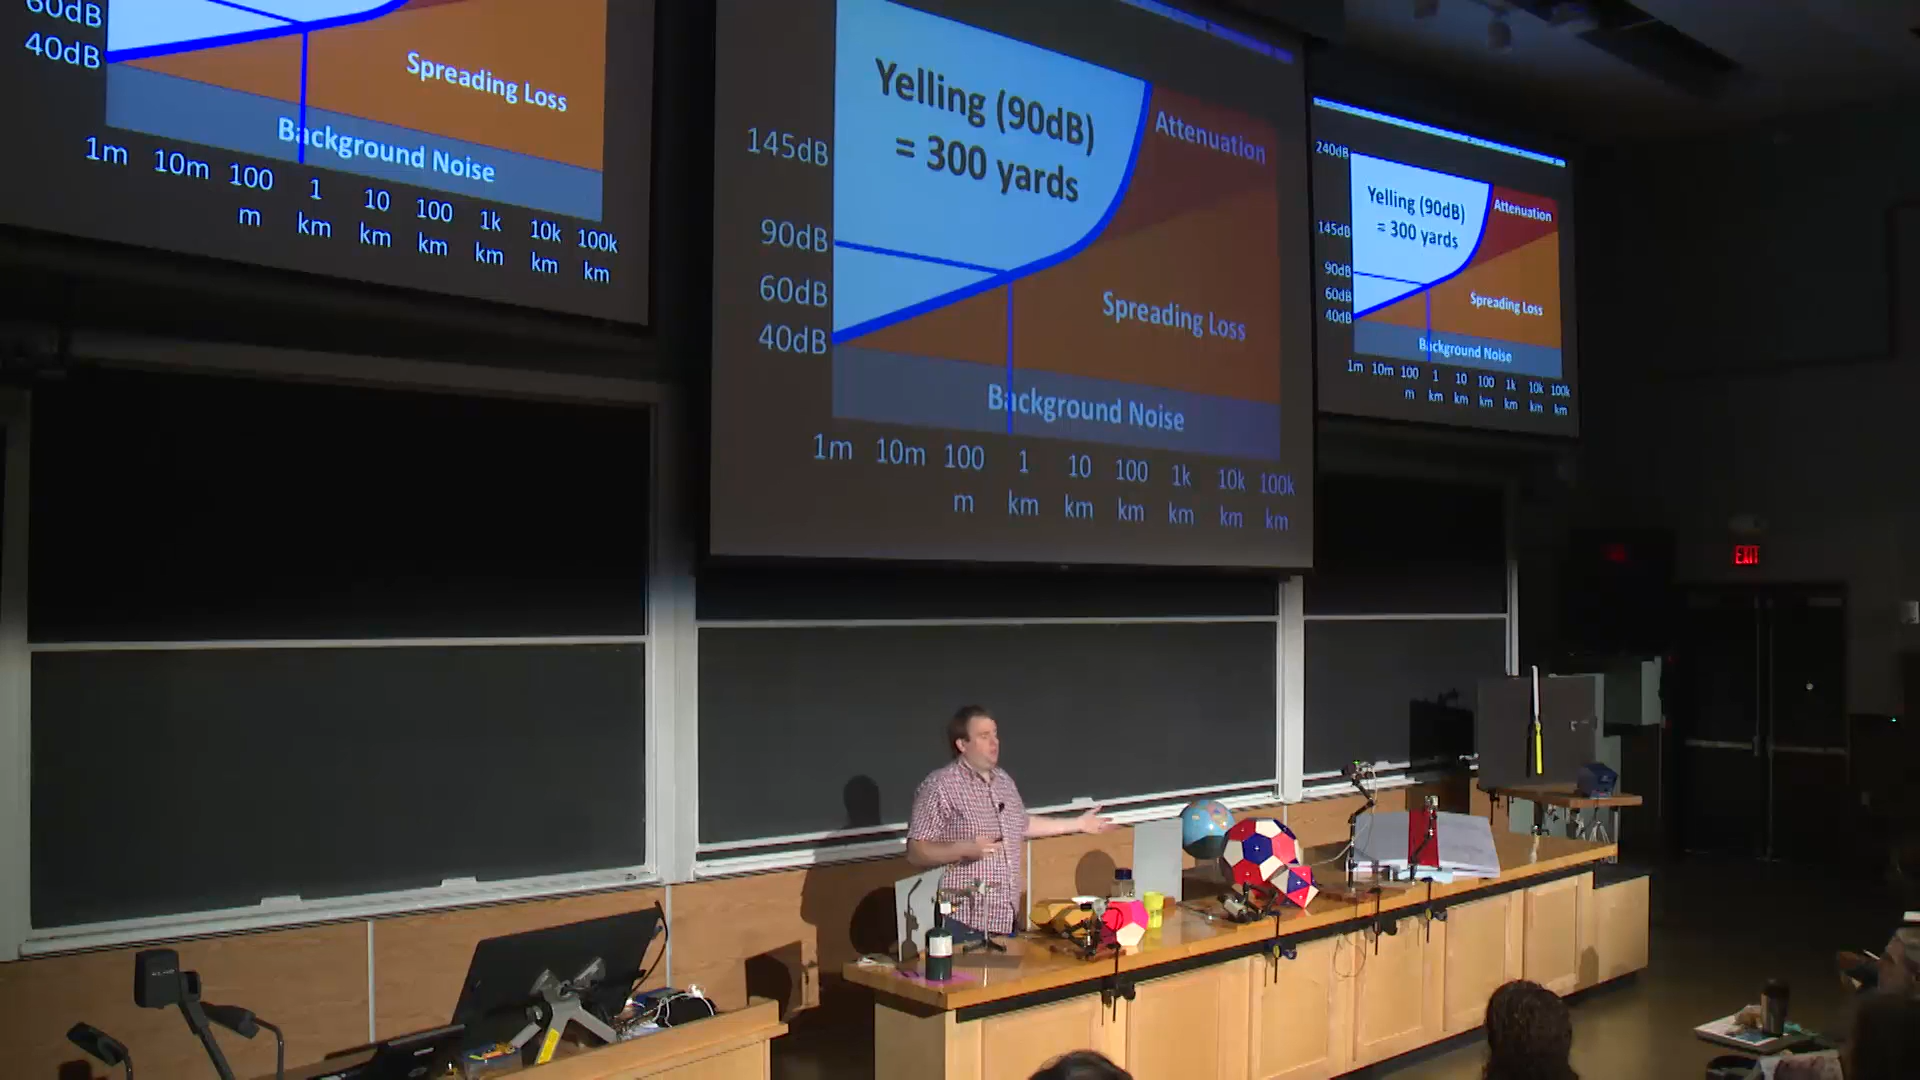 60dB
40dB
Spreading Loss
Background Noise
1m 10m 100 1 10 100 1k 10k 100k
m km km km km km km
Yelling (90dB)
= 300 yards
Attenuation
145dB
90dB
60dB
40dB
Spreading Loss
Background Noise
1m 10m 100 1 10 100 1k 10k 100k
m km km km km km km
240dB
Yelling (90dB)
= 300 yards
Attenuation
145dB
90dB
60dB
40dB
Spreading Loss
Background Noise
1m 10m 100 1 10 100 1k 10k 100k
m km km km km km km
EXIT